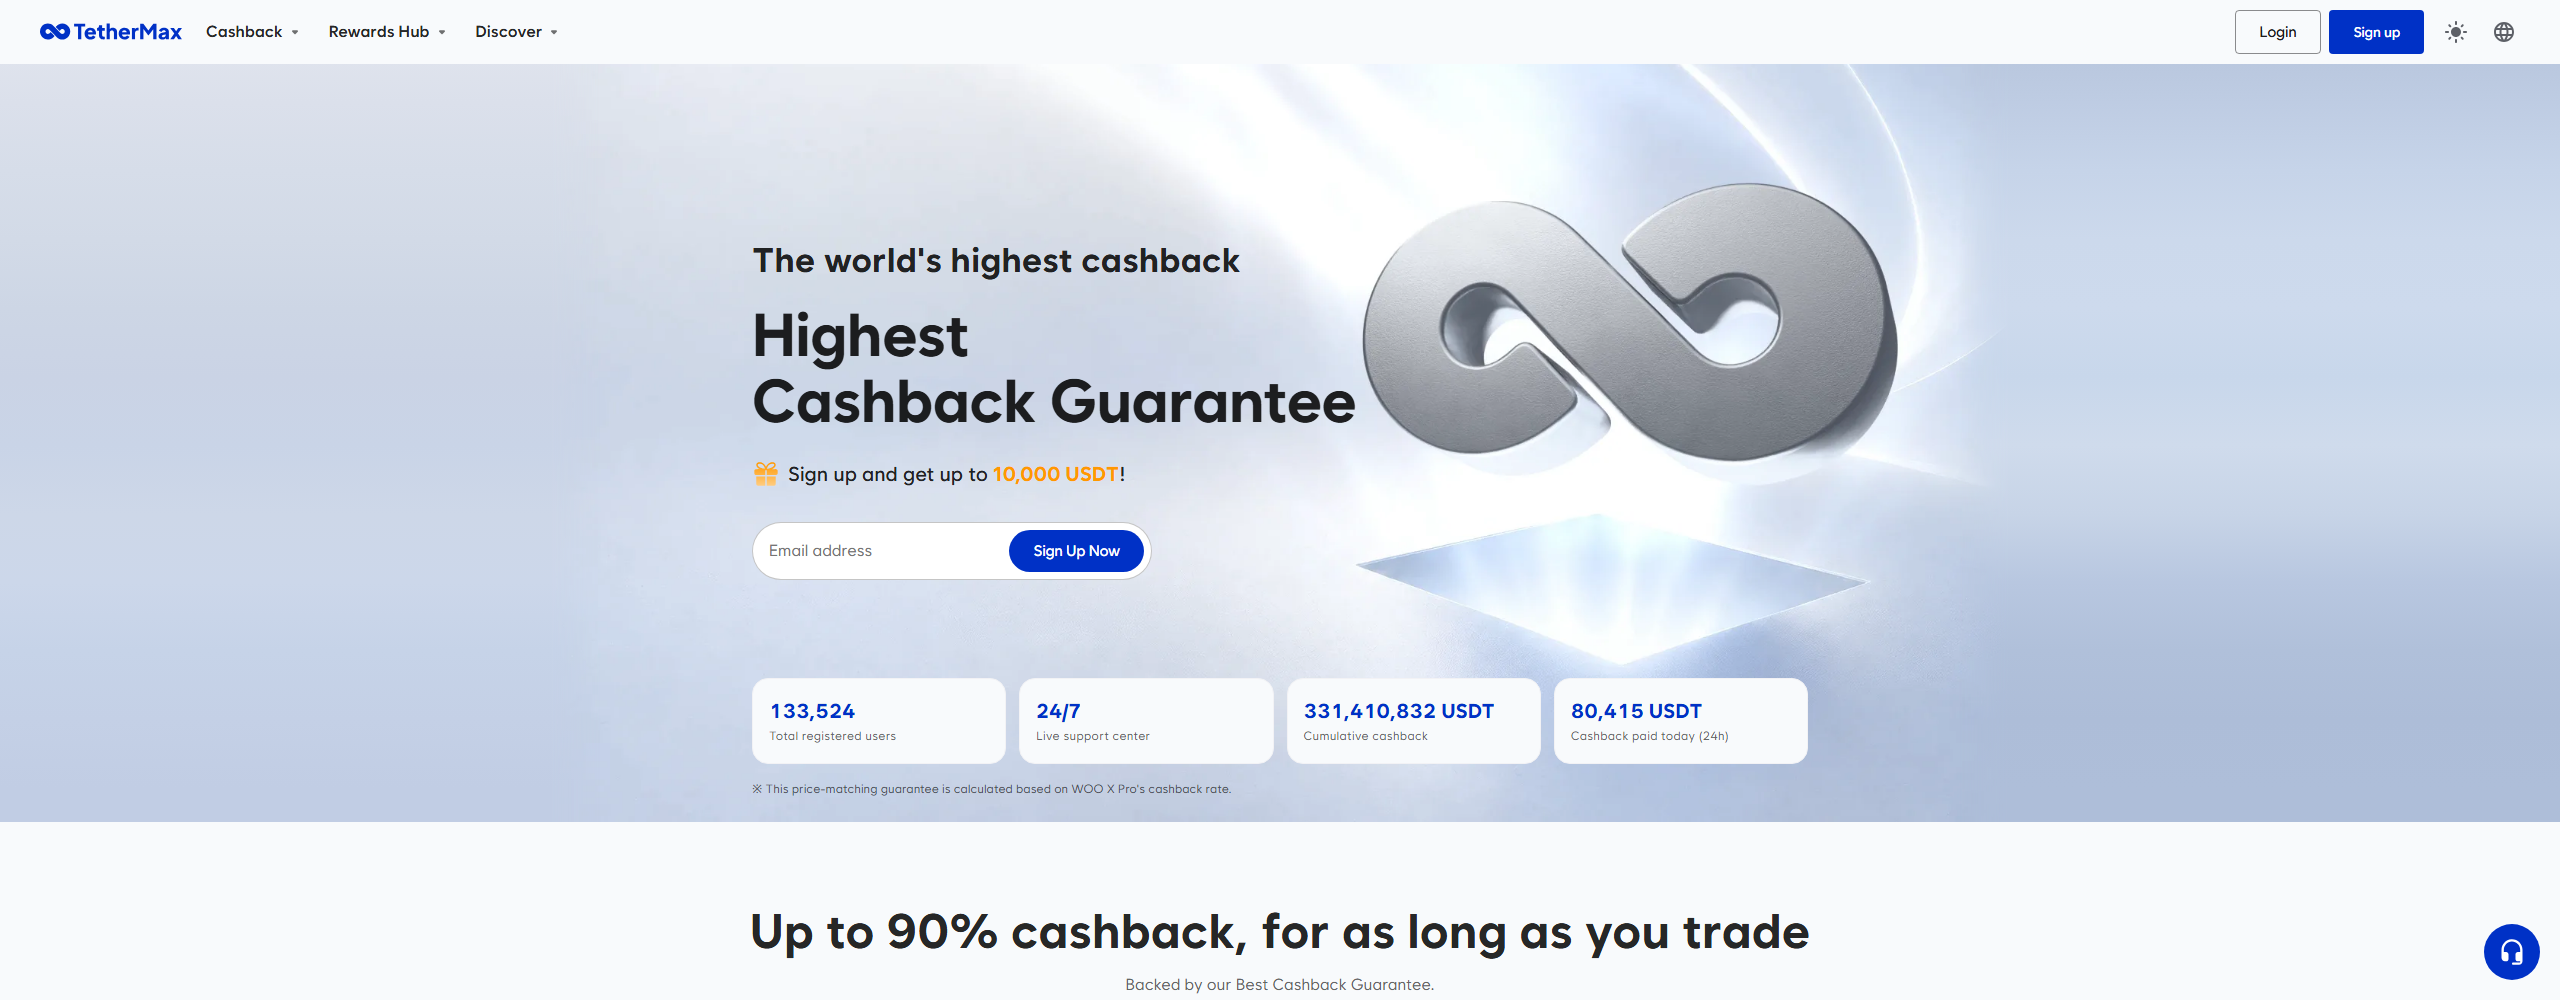 TetherMax
Cashback
Rewards Hub
Discover
Login
Sign up
The world's highest cashback
Highest
Cashback Guarantee
Sign up and get up to 10,000 USDT!
Email address
Sign Up Now
133,524
Total registered users
24/7
Live support center
331,410,832 USDT
Cumulative cashback
80,415 USDT
Cashback paid today (24h)
※ This price-matching guarantee is calculated based on WOO X Pro's cashback rate.
Up to 90% cashback, for as long as you trade
Backed by our Best Cashback Guarantee.